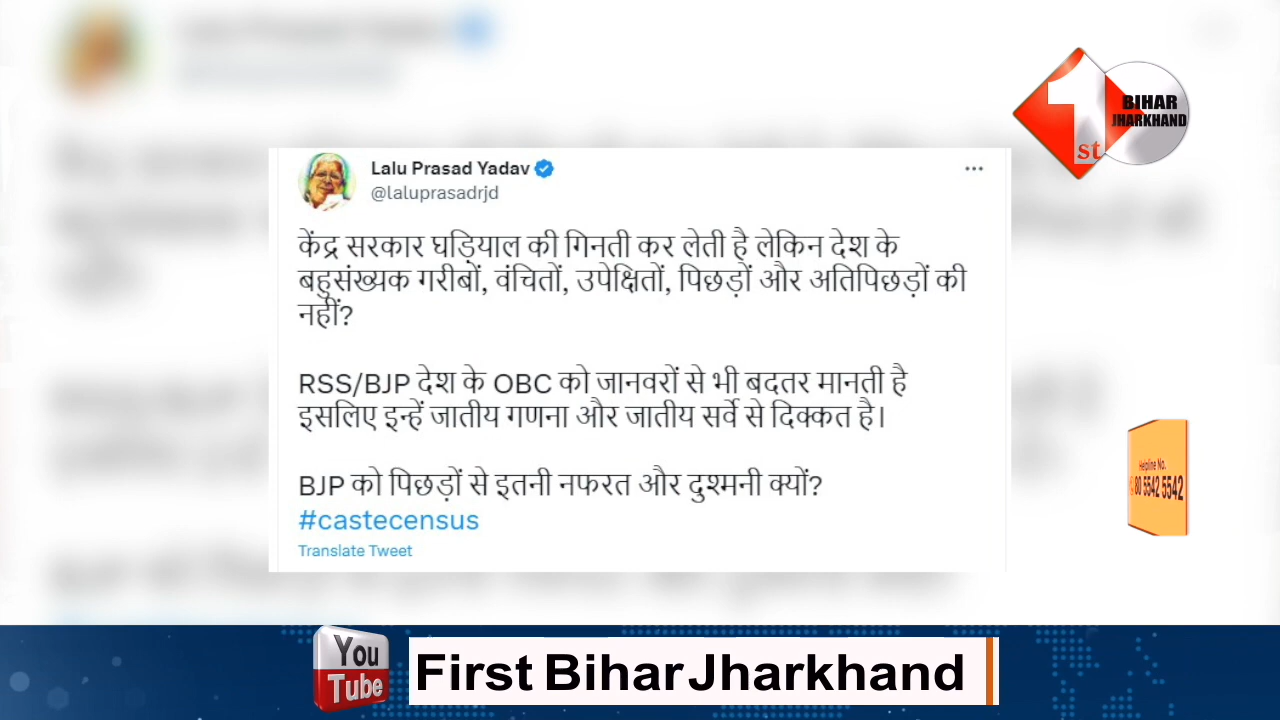 Lalu Prasad Yadav
@laluprasadrjd
केंद्र सरकार घड़ियाल की गिनती कर लेती है लेकिन देश के
बहुसंख्यक गरीबों, वंचितों, उपेक्षितों, पिछड़ों और अतिपिछड़ों की
नहीं?
RSS/BJP देश के OBC को जानवरों से भी बदतर मानती है
इसलिए इन्हें जातीय गणना और जातीय सर्वे से दिक्कत है।
BJP को पिछड़ों से इतनी नफरत और दुश्मनी क्यों?
#castecensus
Translate Tweet
1st
BIHAR
JHARKHAND
Helpline No.
80 5542 5542
You
Tube
First Bihar Jharkhand